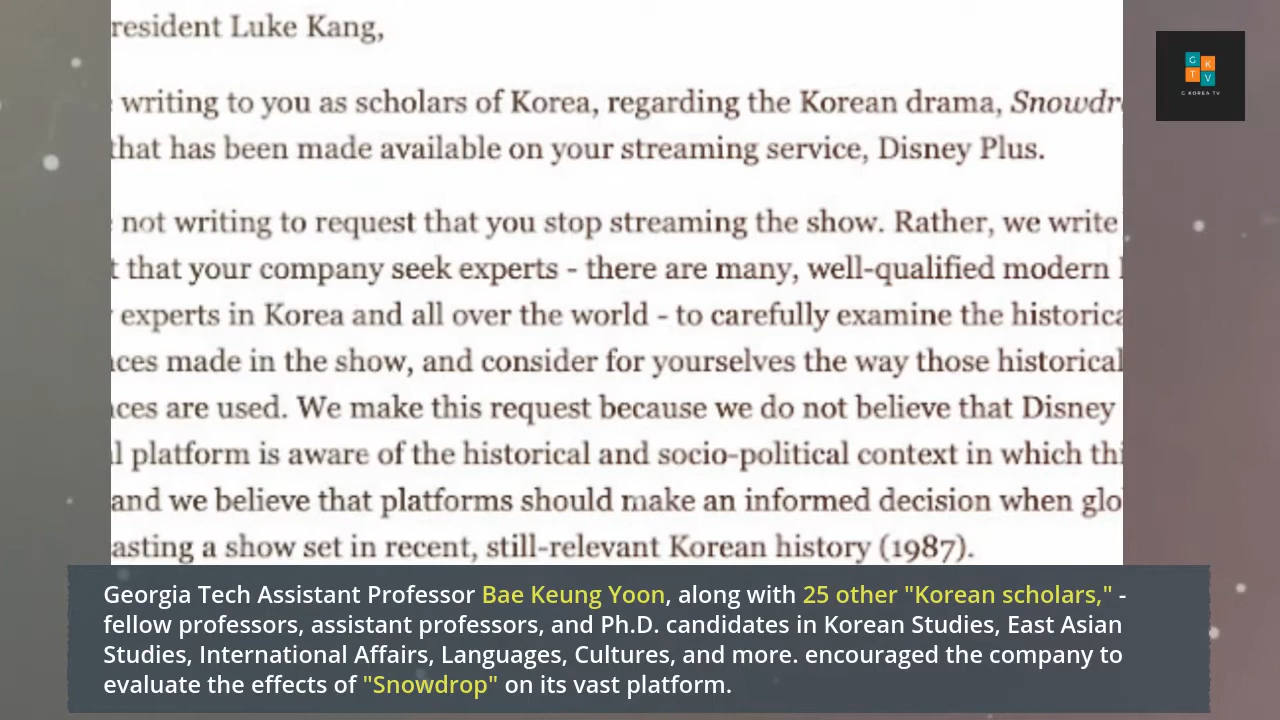 resident Luke Kang,
writing to you as scholars of Korea, regarding the Korean drama, Snowdr
that has been made available on your streaming service, Disney Plus.
not writing to request that you stop streaming the show. Rather, we write
t that your company seek experts - there are many, well-qualified modern
experts in Korea and all over the world - to carefully examine the historica
ces made in the show, and consider for yourselves the way those historical
ces are used. We make this request because we do not believe that Disney
l platform is aware of the historical and socio-political context in which thi
and we believe that platforms should make an informed decision when glo
asting a show set in recent, still-relevant Korean history (1987).
G K
T V
G KOREA TV
Georgia Tech Assistant Professor Bae Keung Yoon, along with 25 other "Korean scholars," -
fellow professors, assistant professors, and Ph.D. candidates in Korean Studies, East Asian
Studies, International Affairs, Languages, Cultures, and more. encouraged the company to
evaluate the effects of "Snowdrop" on its vast platform.